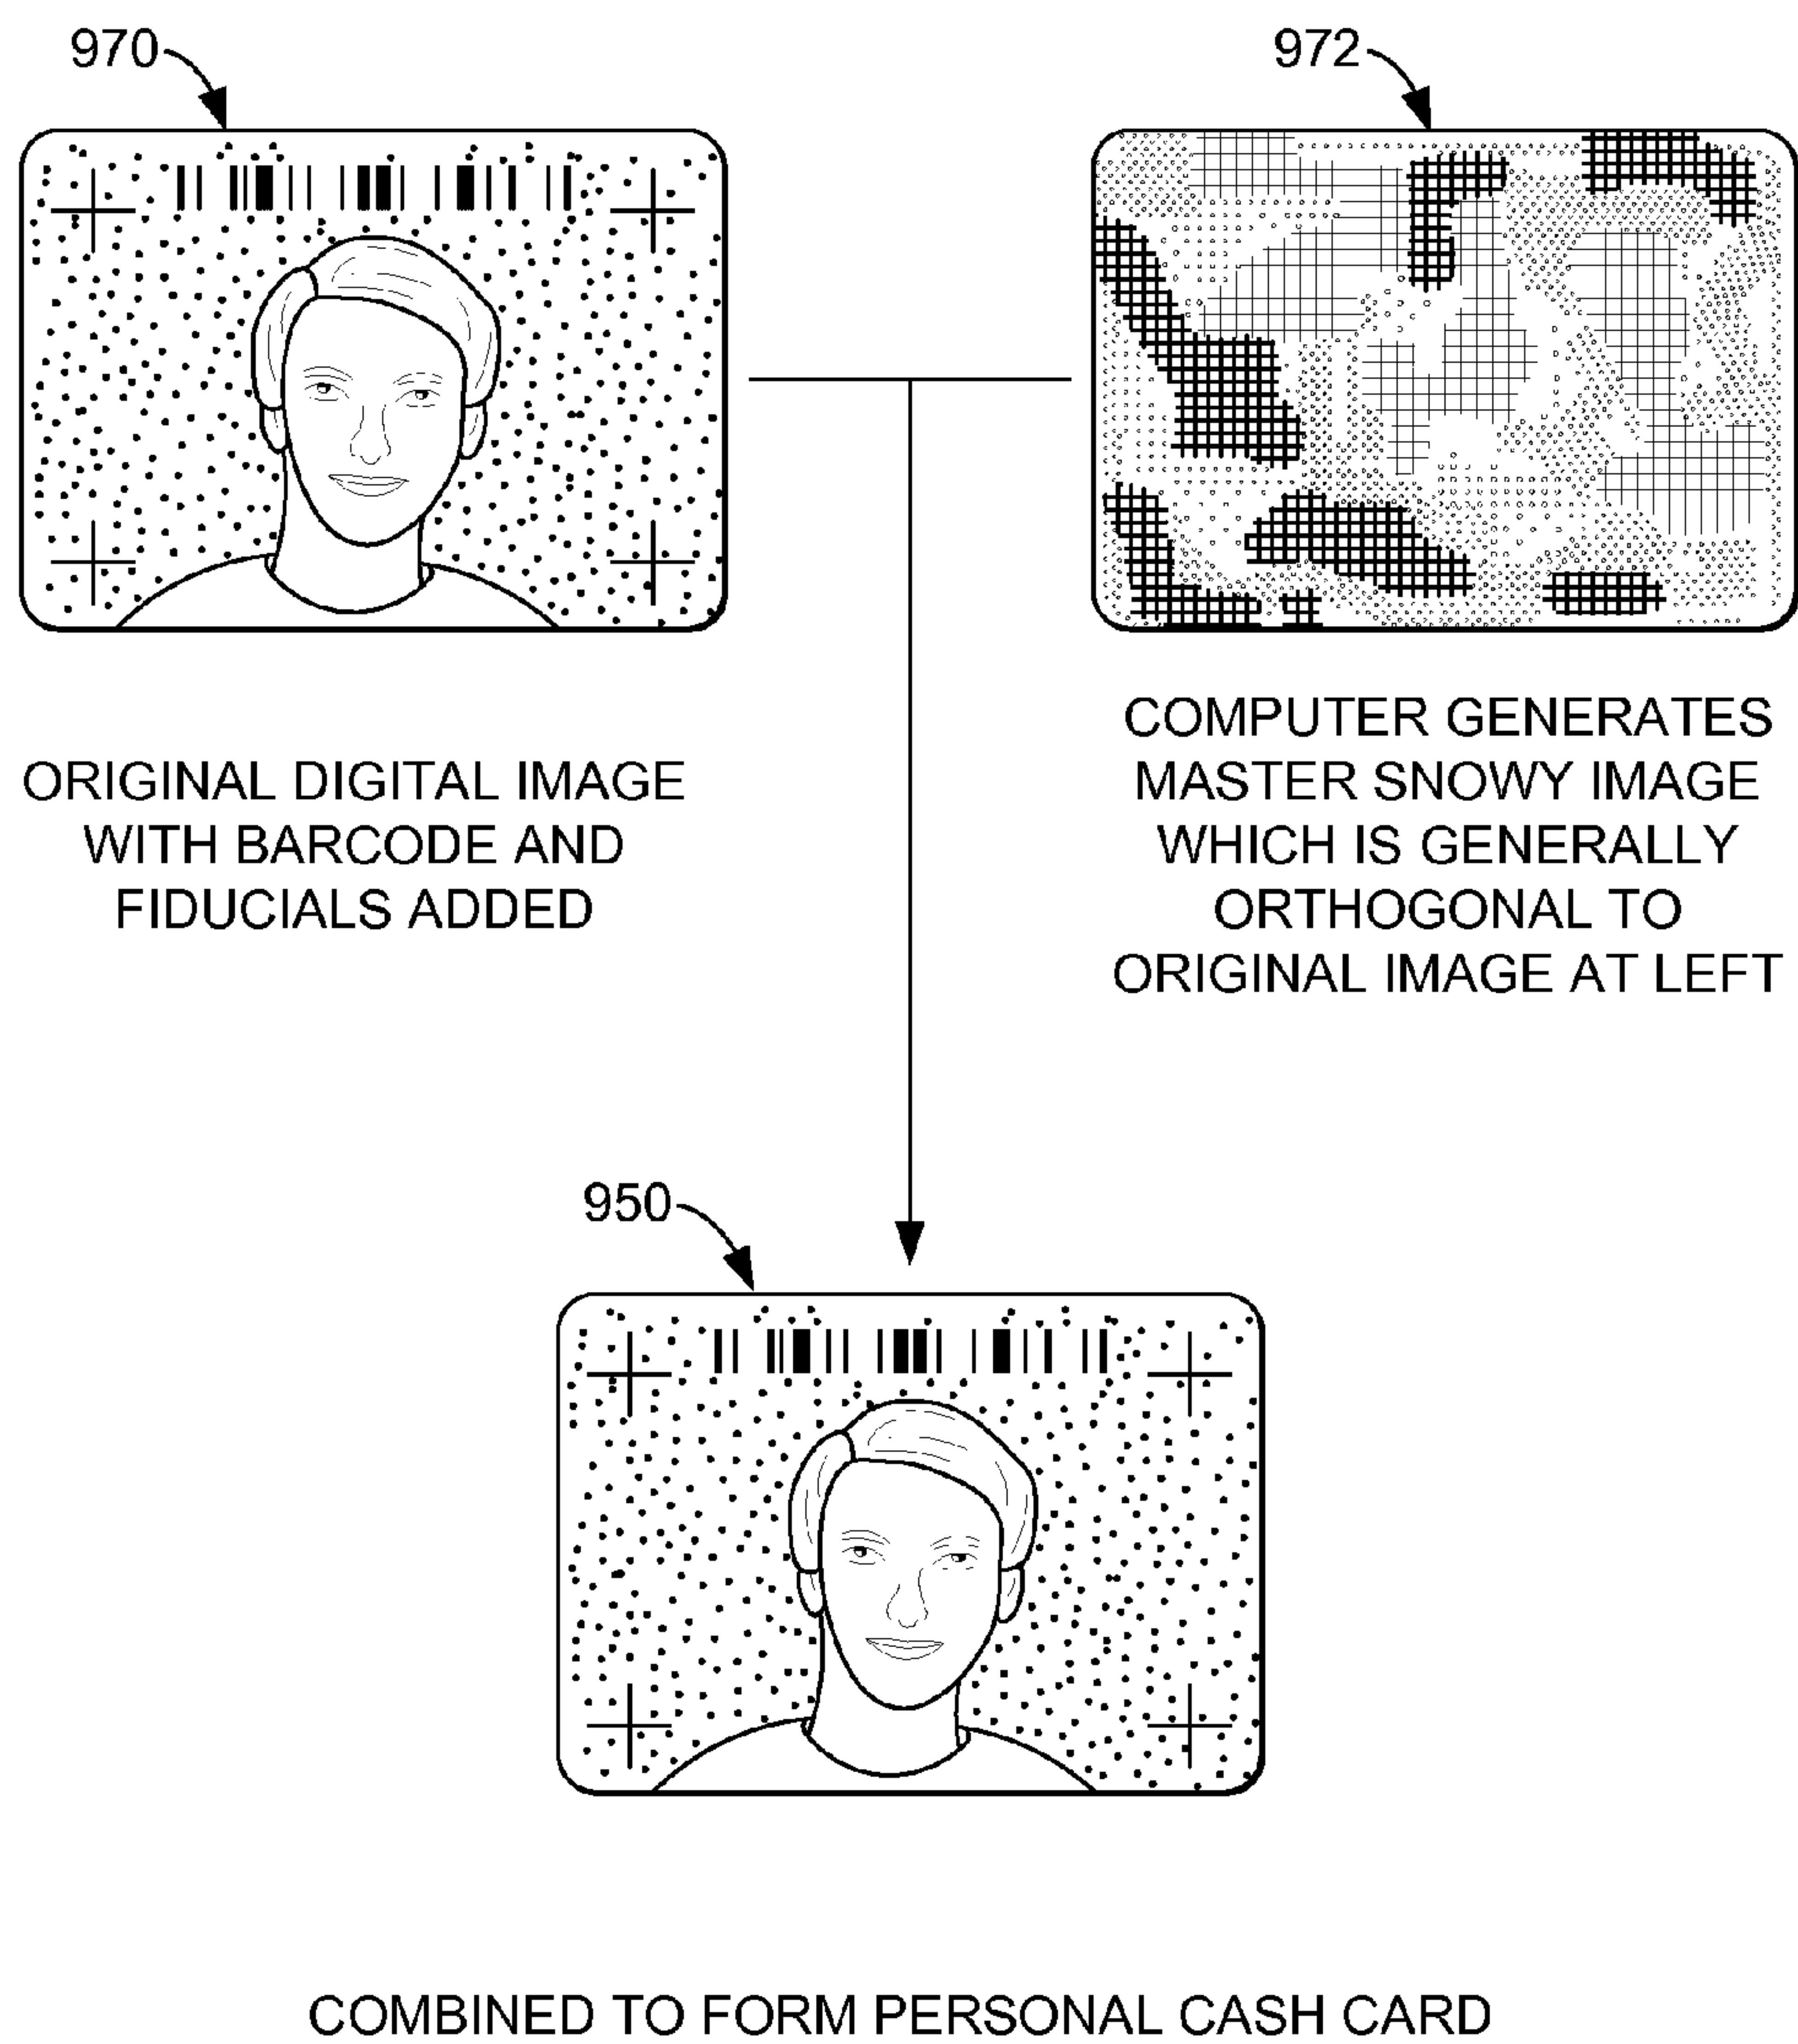 970
972
ORIGINAL DIGITAL IMAGE
WITH BARCODE AND
FIDUCIALS ADDED
COMPUTER GENERATES
MASTER SNOWY IMAGE
WHICH IS GENERALLY
ORTHOGONAL TO
ORIGINAL IMAGE AT LEFT
950
COMBINED TO FORM PERSONAL CASH CARD